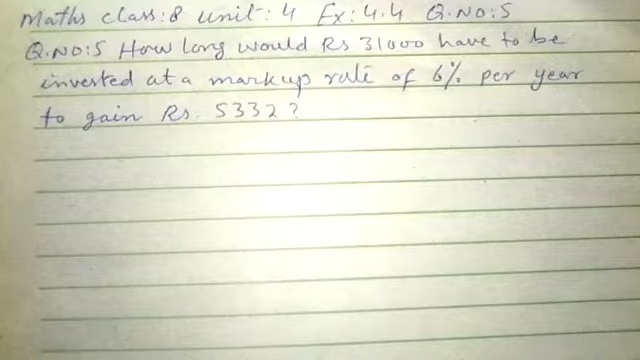 Maths class:8 unit:4 Ex:4.4 Q.NO:5
Q.NO:5 How long would Rs 31000 have to be
invested at a markup rate of 6% per year
to gain Rs. 5332?